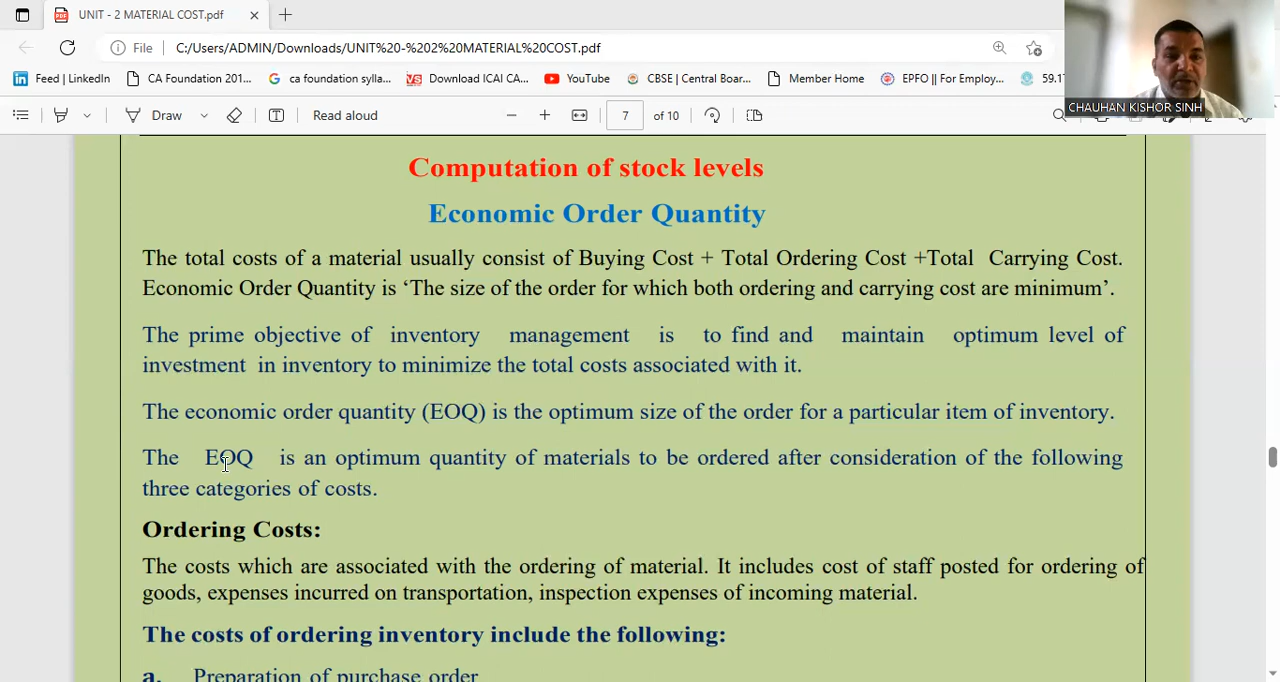 UNIT - 2 MATERIAL COST.pdf
File C:/Users/ADMIN/Downloads/UNIT%20-%202%20MATERIAL%20COST.pdf
Feed | LinkedIn CA Foundation 201... ca foundation sylla... Download ICAI CA... YouTube CBSE | Central Boar... Member Home EPFO || For Employ... 59.1
CHAUHAN KISHOR SINH
Draw Read aloud 7 of 10
Computation of stock levels
Economic Order Quantity
The total costs of a material usually consist of Buying Cost + Total Ordering Cost +Total Carrying Cost.
Economic Order Quantity is ‘The size of the order for which both ordering and carrying cost are minimum’.
The prime objective of inventory management is to find and maintain optimum level of
investment in inventory to minimize the total costs associated with it.
The economic order quantity (EOQ) is the optimum size of the order for a particular item of inventory.
The EOQ is an optimum quantity of materials to be ordered after consideration of the following
three categories of costs.
Ordering Costs:
The costs which are associated with the ordering of material. It includes cost of staff posted for ordering of
goods, expenses incurred on transportation, inspection expenses of incoming material.
The costs of ordering inventory include the following:
a. Preparation of purchase order